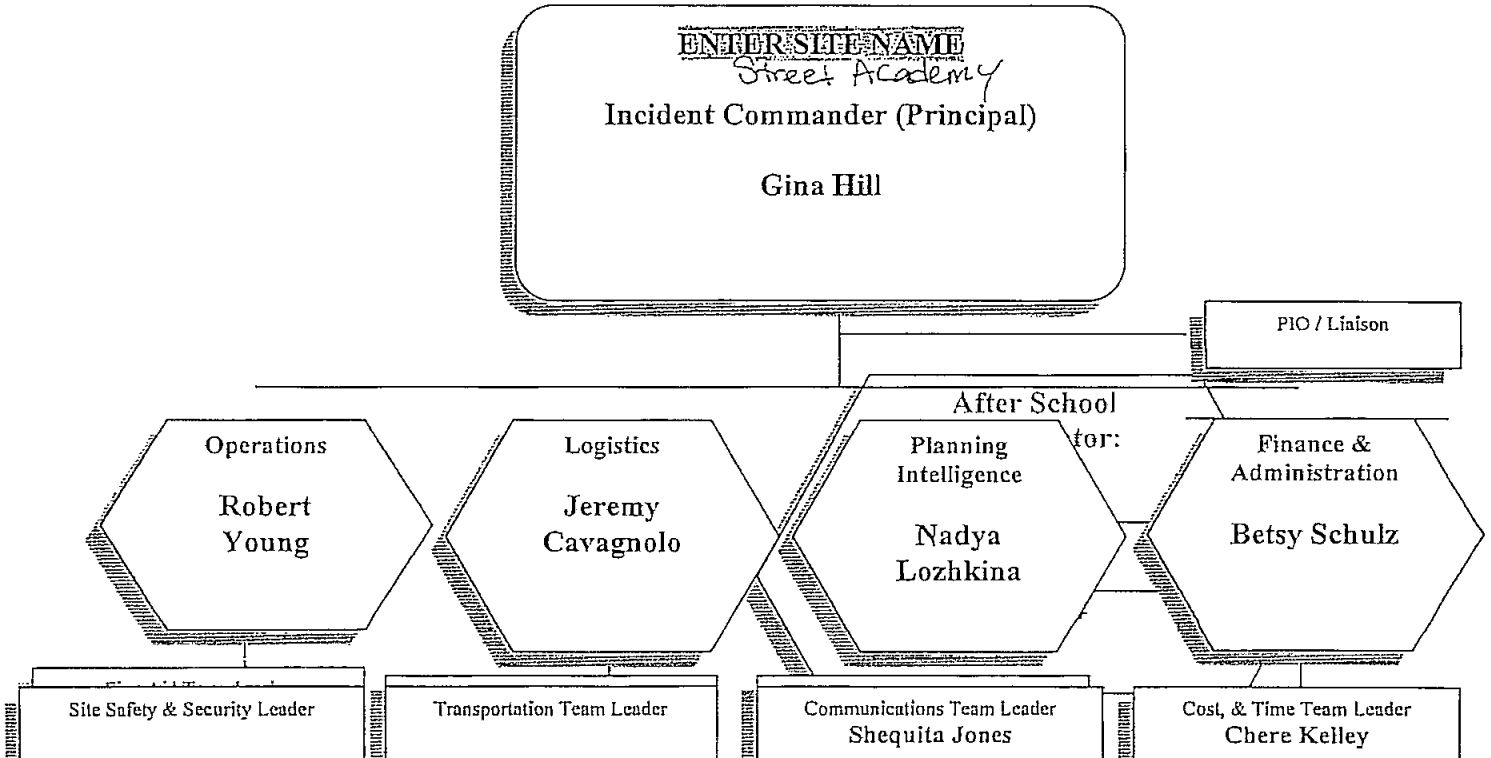 ENTER SITE NAME
Street Academy
Incident Commander (Principal)
Gina Hill
PIO / Liaison
After School
tor:
Operations
Robert
Young
Logistics
Jeremy
Cavagnolo
Planning
Intelligence
Nadya
Lozhkina
Finance &
Administration
Betsy Schulz
Site Safety & Security Leader
Transportation Team Leader
Communications Team Leader
Shequita Jones
Cost, & Time Team Leader
Chere Kelley